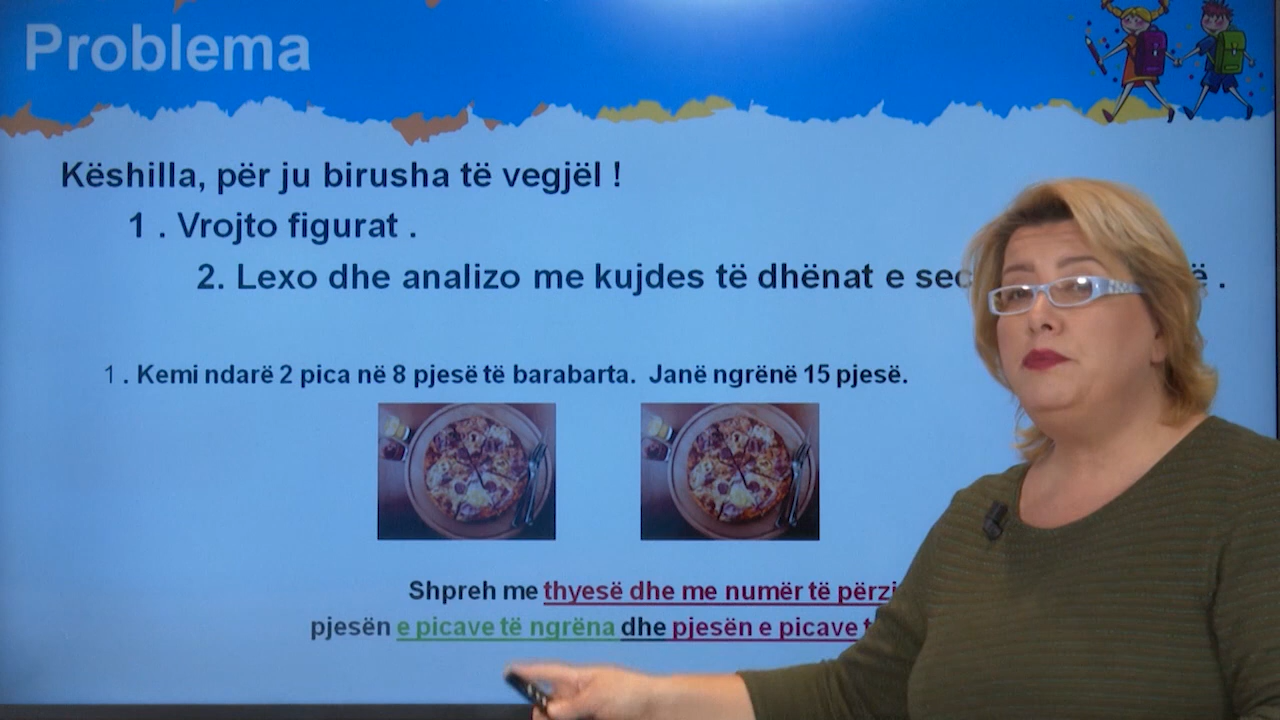 Problema
Këshilla, për ju birusha të vegjël !
1 . Vrojto figurat .
2. Lexo dhe analizo me kujdes të dhënat e
1 . Kemi ndarë 2 pica në 8 pjesë të barabarta. Janë ngrënë 15 pjesë.
Shpreh me thyesë dhe me numër të
pjesën e picave të ngrëna dhe pjesën e picave